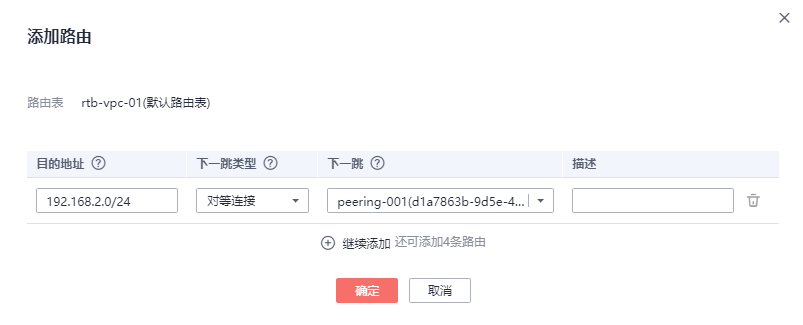 添加路由
路由表 rtb-vpc-01(默认路由表)
目的地址 下一跳类型 下一跳 描述
192.168.2.0/24 对等连接 peering-001(d1a7863b-9d5e-4...
继续添加 还可添加4条路由
确定 取消